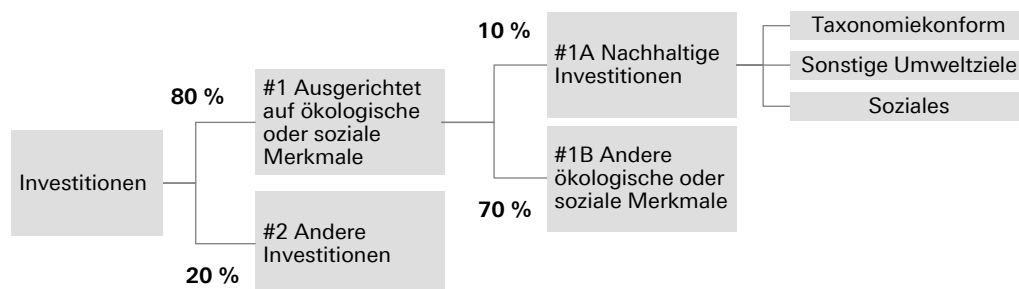 Investitionen
80 %
#1 Ausgerichtet
auf ökologische
oder soziale
Merkmale
20 %
#2 Andere
Investitionen
10 %
#1A Nachhaltige
Investitionen
70 %
#1B Andere
ökologische oder
soziale Merkmale
Taxonomiekonform
Sonstige Umweltziele
Soziales